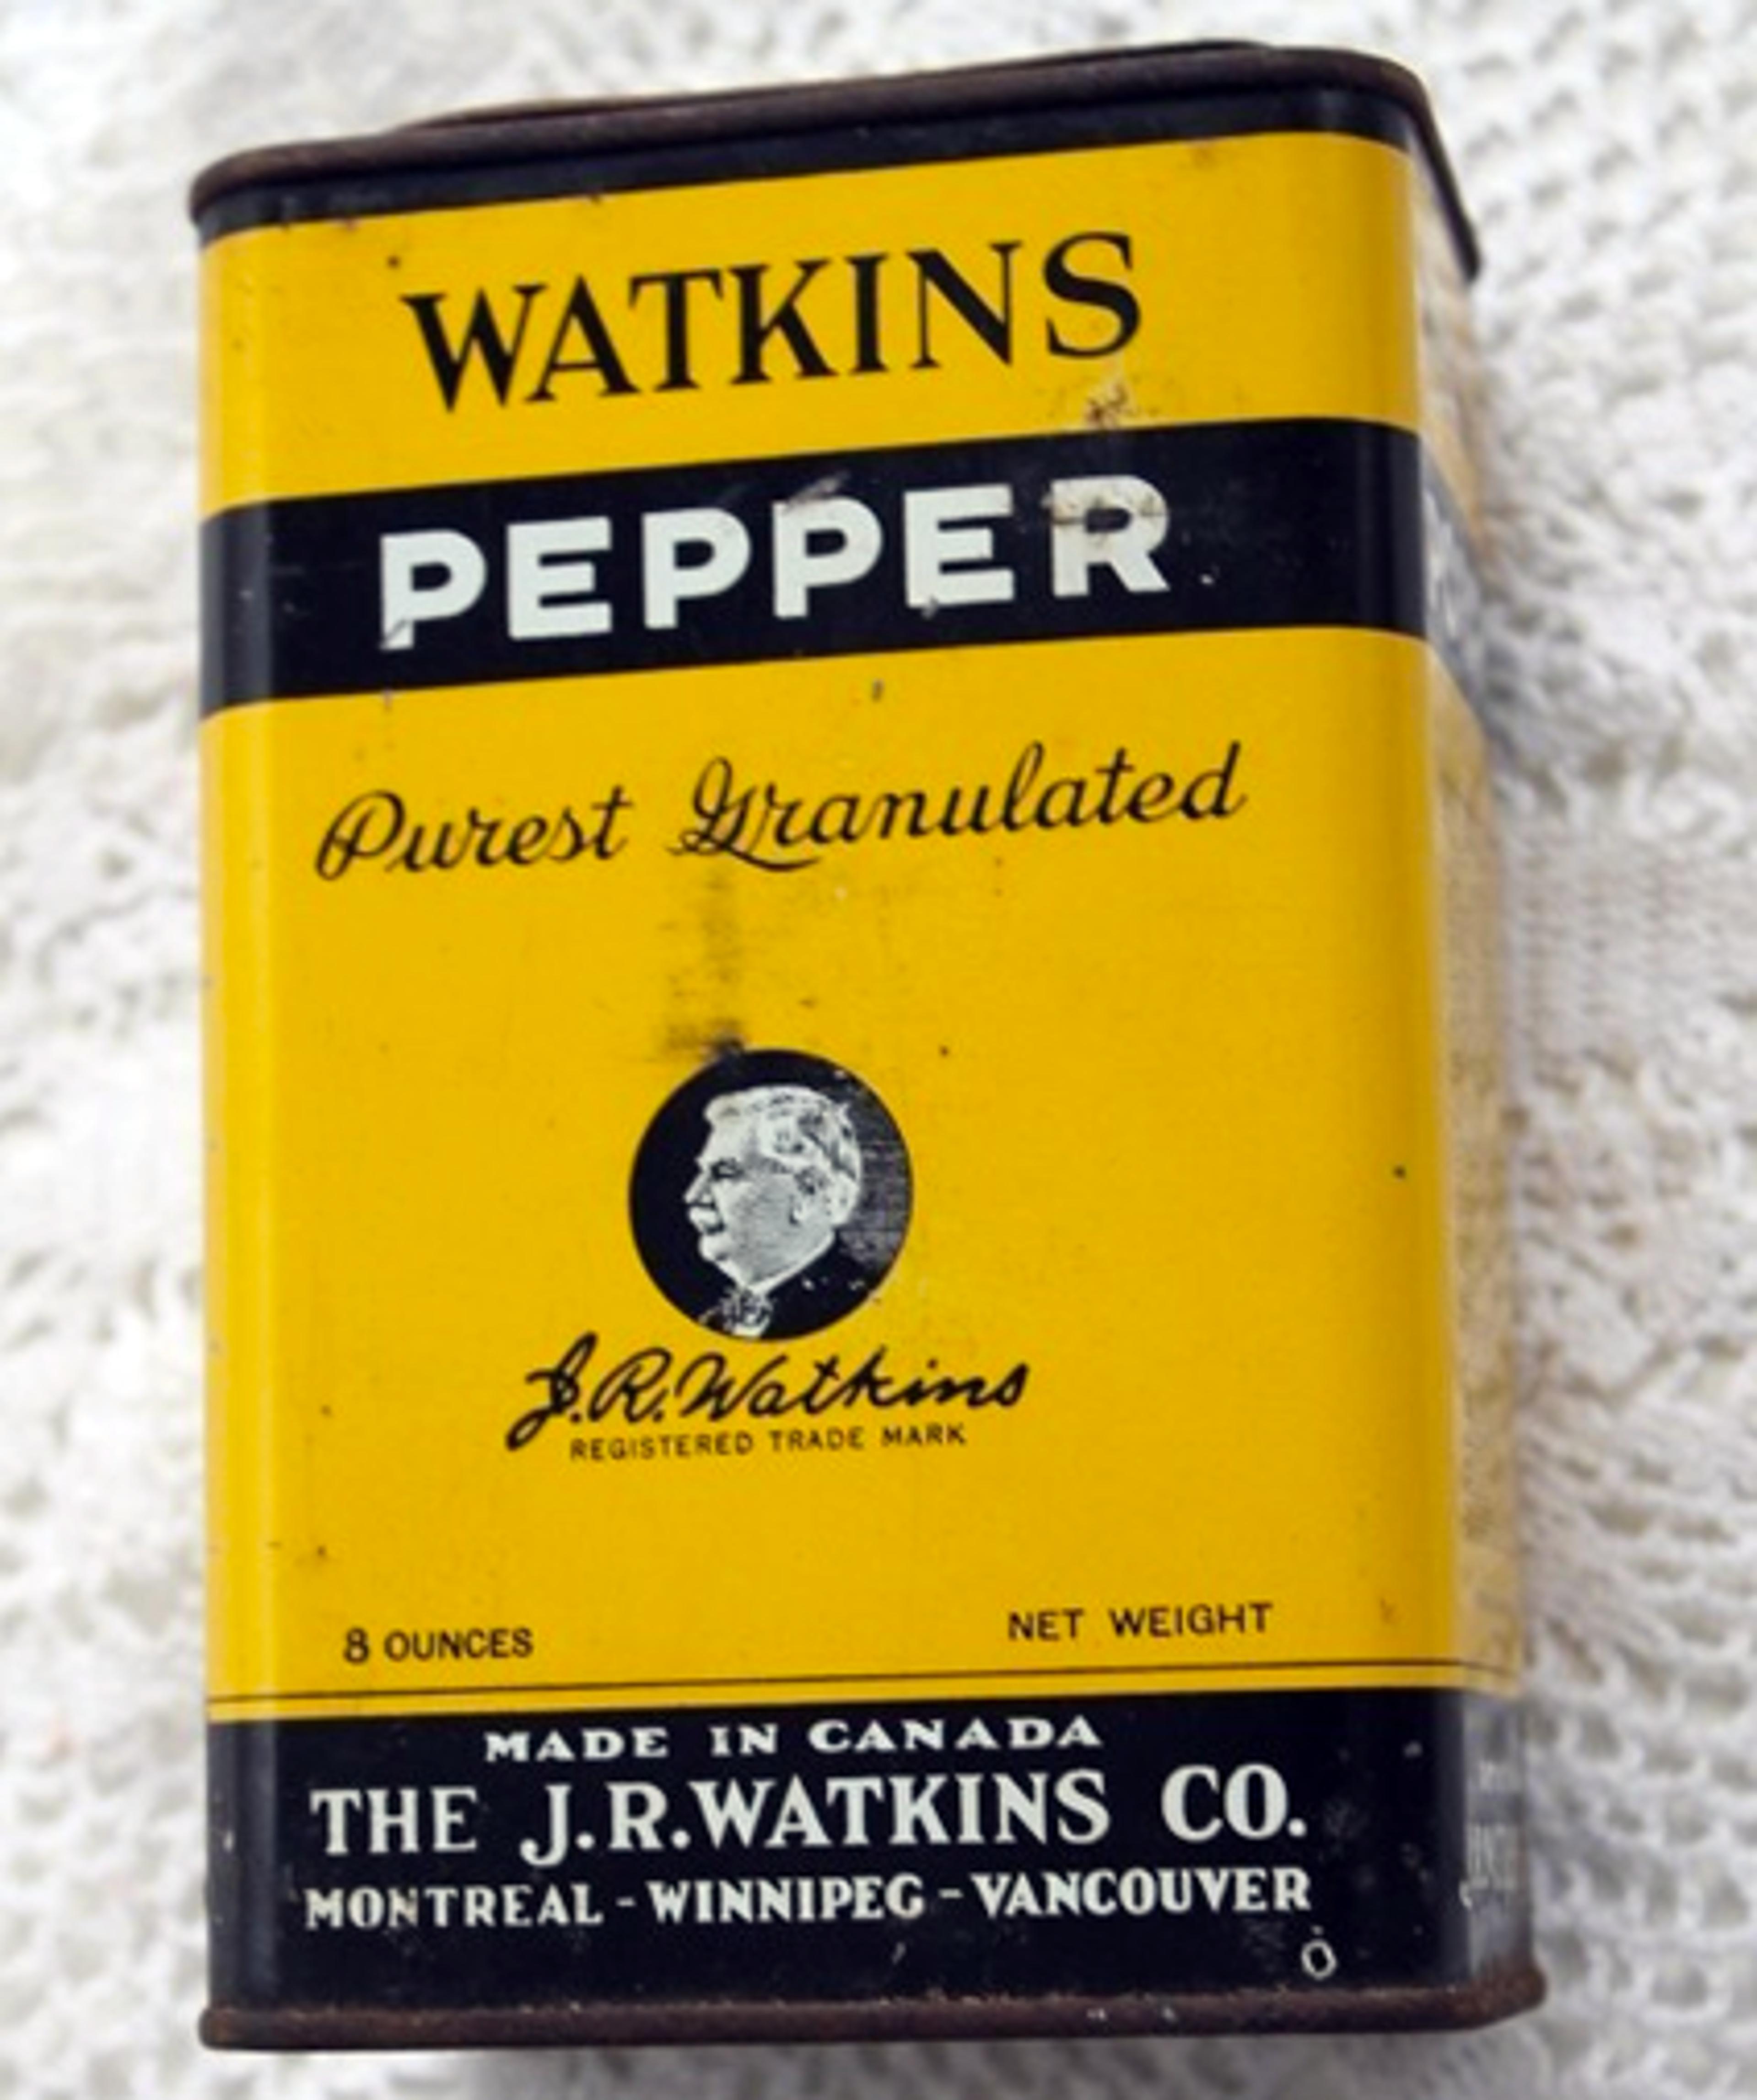 WATKINS
PEPPER
Purest Granulated
J.R. Watkins
REGISTERED TRADE MARK
8 OUNCES NET WEIGHT
MADE IN CANADA
THE J.R.WATKINS CO.
MONTREAL - WINNIPEG - VANCOUVER
O